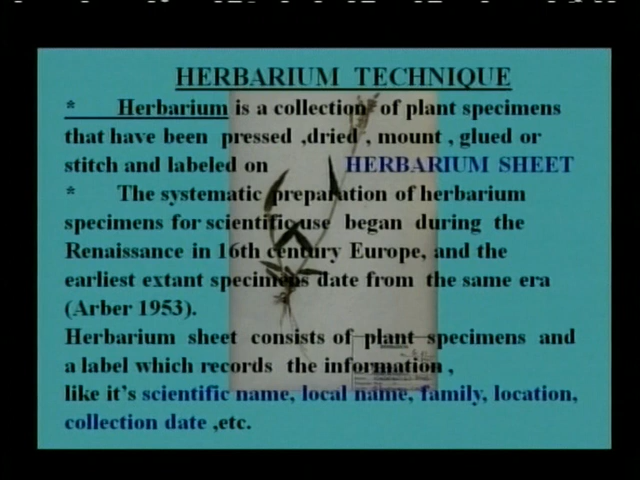 HERBARIUM TECHNIQUE
* Herbarium is a collection of plant specimens
that have been pressed ,dried , mount , glued or
stitch and labeled on HERBARIUM SHEET
* The systematic preparation of herbarium
specimens for scientific use began during the
Renaissance in 16th century Europe, and the
earliest extant specimens date from the same era
(Arber 1953).
Herbarium sheet consists of plant specimens and
a label which records the information ,
like it's scientific name, local name, family, location,
collection date ,etc.